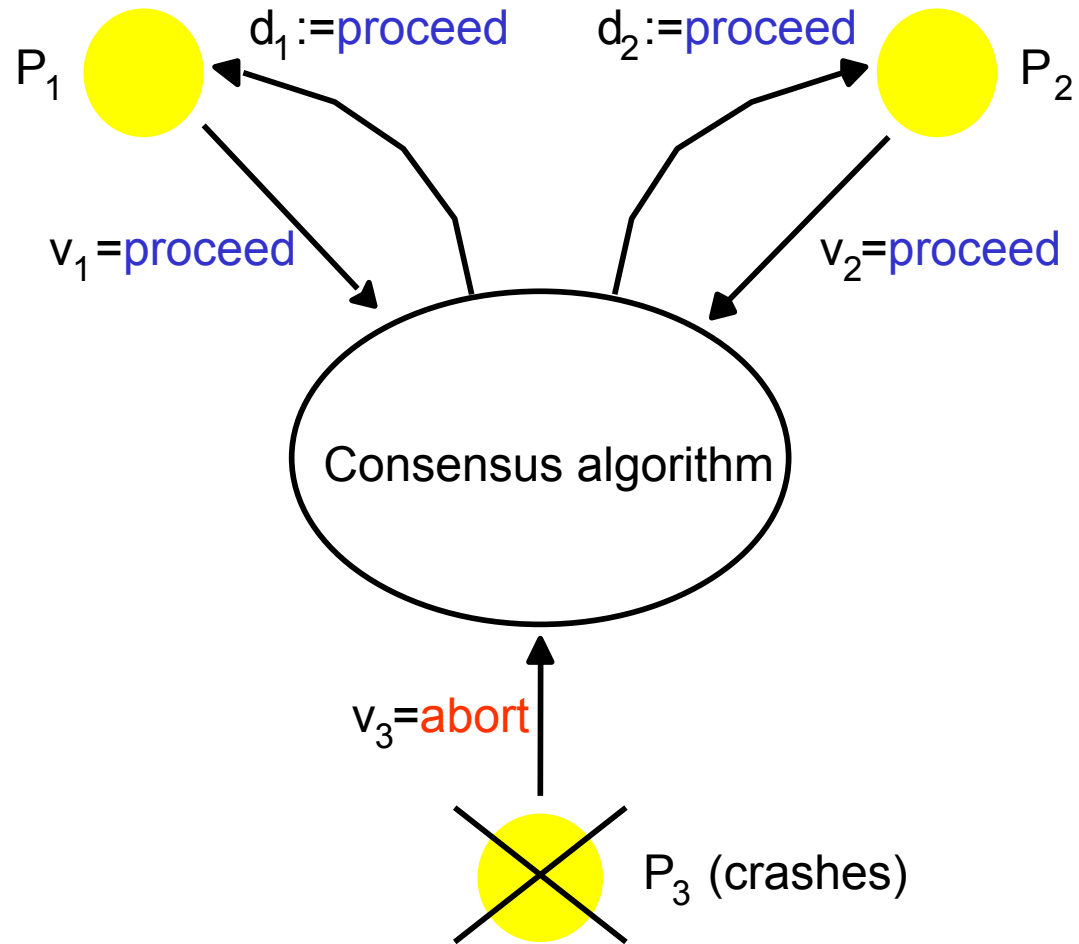 d1:=proceed
d2:=proceed
P1
P2
v1=proceed
v2=proceed
Consensus algorithm
v3=abort
P3 (crashes)